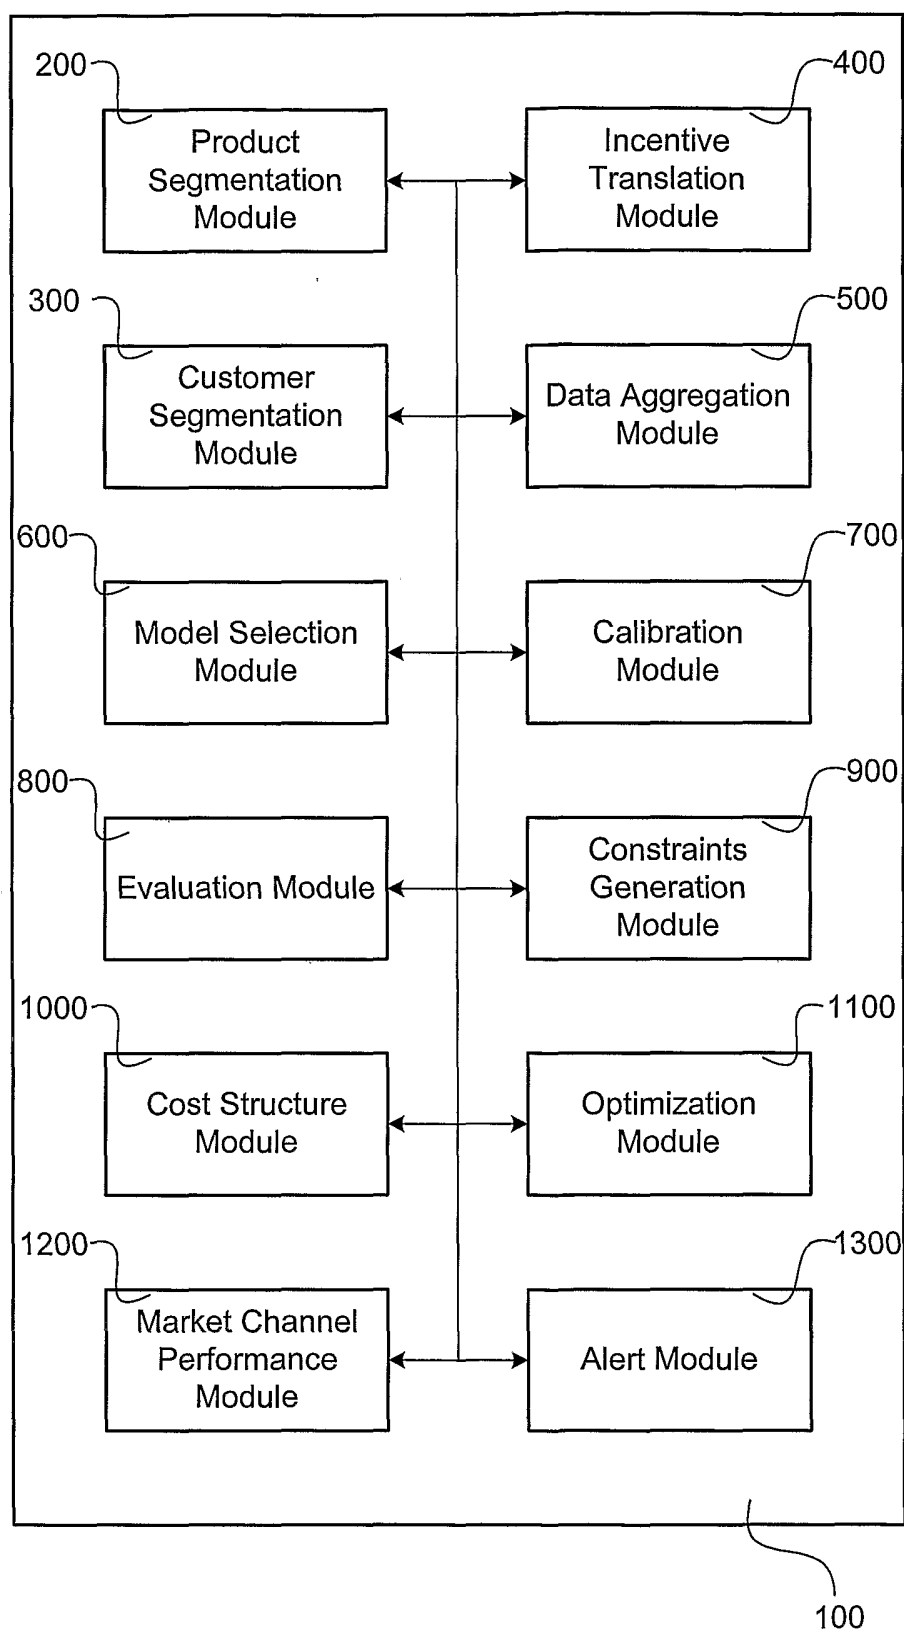 200
400
Product
Segmentation
Module
Incentive
Translation
Module
300
500
Customer
Segmentation
Module
Data Aggregation
Module
600
700
Model Selection
Module
Calibration
Module
800
900
Evaluation Module
Constraints
Generation
Module
1000
1100
Cost Structure
Module
Optimization
Module
1200
1300
Market Channel
Performance
Module
Alert Module
100